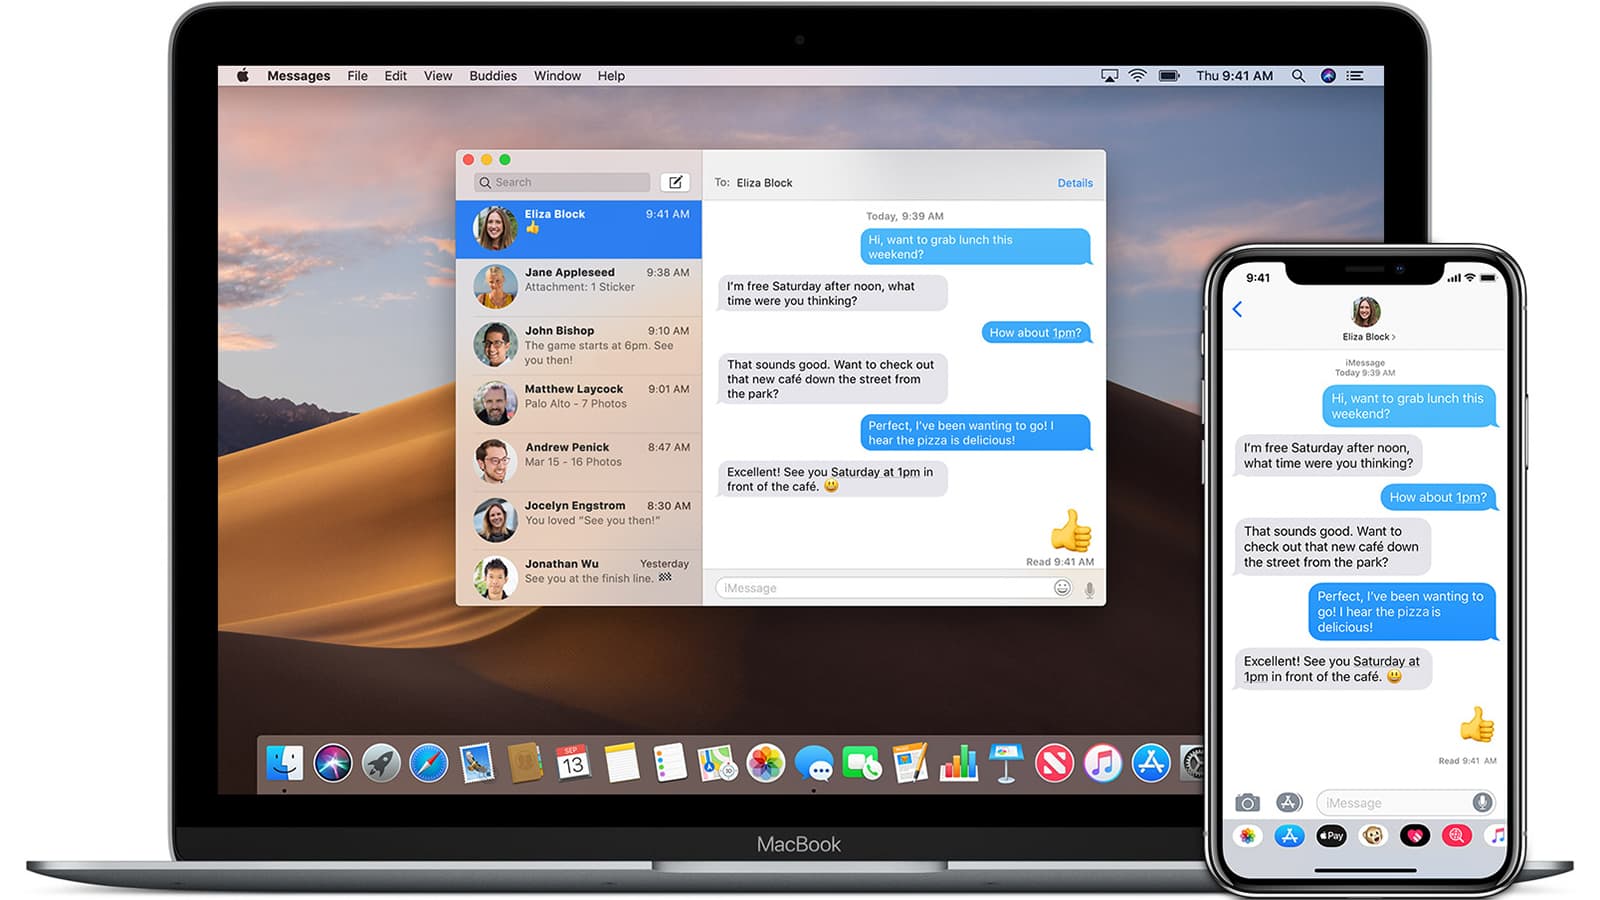 Messages File Edit View Buddies Window Help
Thu 9:41 AM
Search
Eliza Block 9:41 AM
👍
Jane Appleseed 9:38 AM
Attachment: 1 Sticker
John Bishop 9:10 AM
The game starts at 6pm. See
you then!
Matthew Laycock 9:01 AM
Palo Alto - 7 Photos
Andrew Penick 8:47 AM
Mar 15 - 16 Photos
Jocelyn Engstrom 8:30 AM
You loved “See you then!”
Jonathan Wu Yesterday
See you at the finish line. 🏁
To: Eliza Block Details
Today, 9:39 AM
Hi, want to grab lunch this
weekend?
I'm free Saturday after noon, what
time were you thinking?
How about 1pm?
That sounds good. Want to check out
that new café down the street from
the park?
Perfect, I've been wanting to go! I
hear the pizza is delicious!
Excellent! See you Saturday at 1pm in
front of the café. 😃
👍
Read 9:41 AM
iMessage
SEP
13
MacBook
9:41
Eliza Block >
iMessage
Today 9:39 AM
Hi, want to grab lunch this
weekend?
I'm free Saturday after noon,
what time were you thinking?
How about 1pm?
That sounds good. Want to
check out that new café down
the street from the park?
Perfect, I've been wanting to
go! I hear the pizza is
delicious!
Excellent! See you Saturday at
1pm in front of the café. 😃
👍
Read 9:41 AM
iMessage
Pay